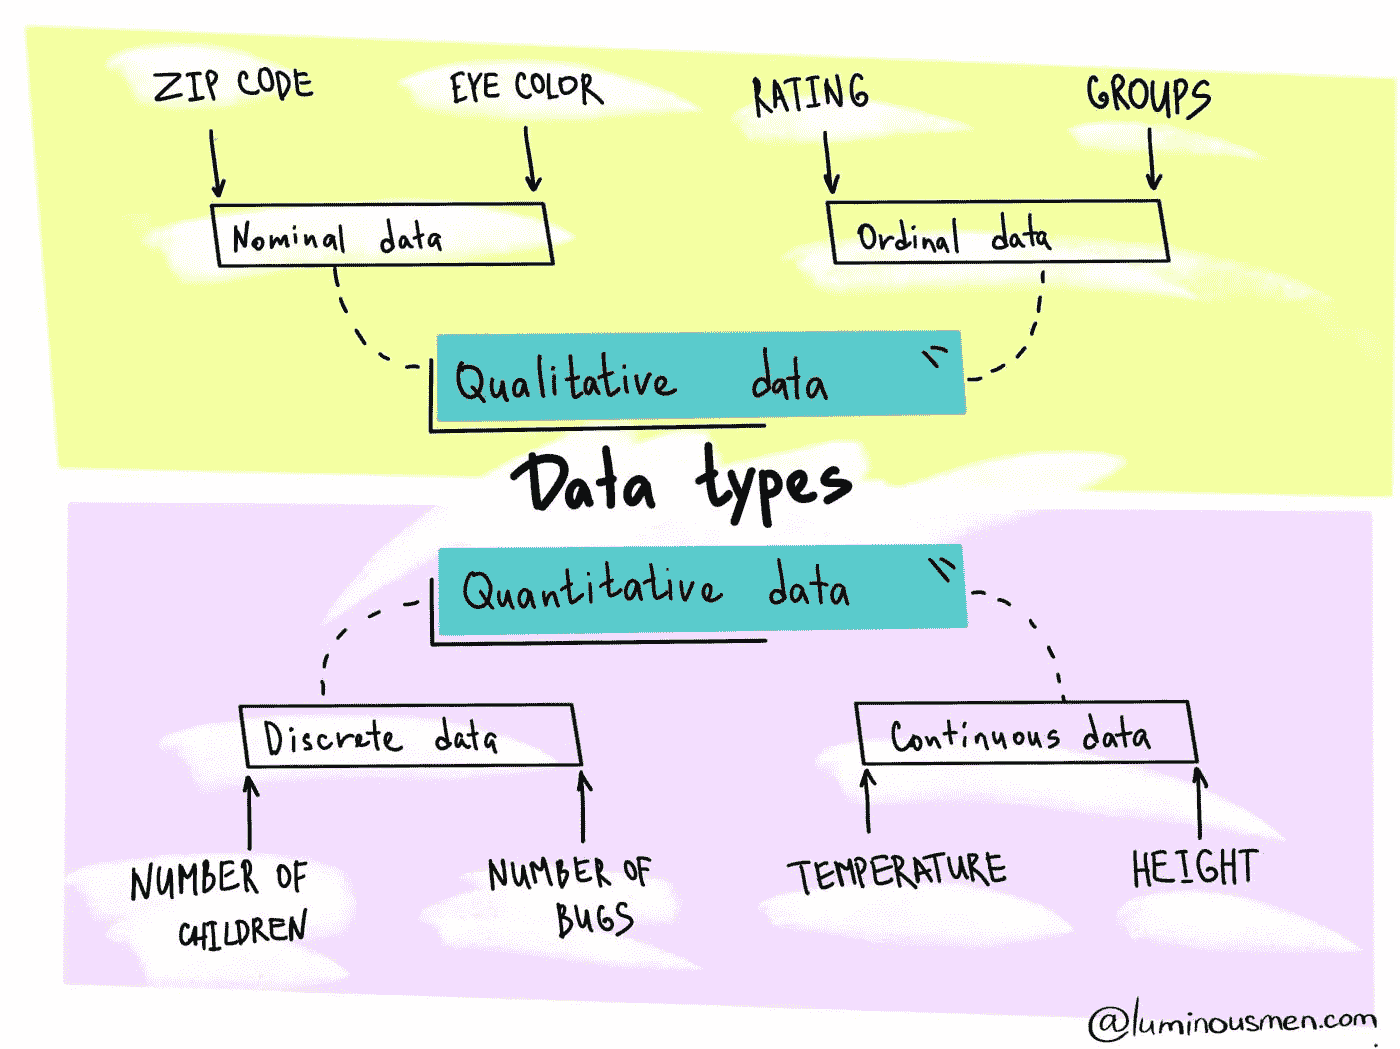 ZIP CODE
EYE COLOR
RATING
GROUPS
Nominal data
Ordinal data
Qualitative data
Data types
Quantitative data
Discrete data
Continuous data
NUMBER OF
CHILDREN
NUMBER OF
BUGS
TEMPERATURE
HEIGHT
@luminousmen.com